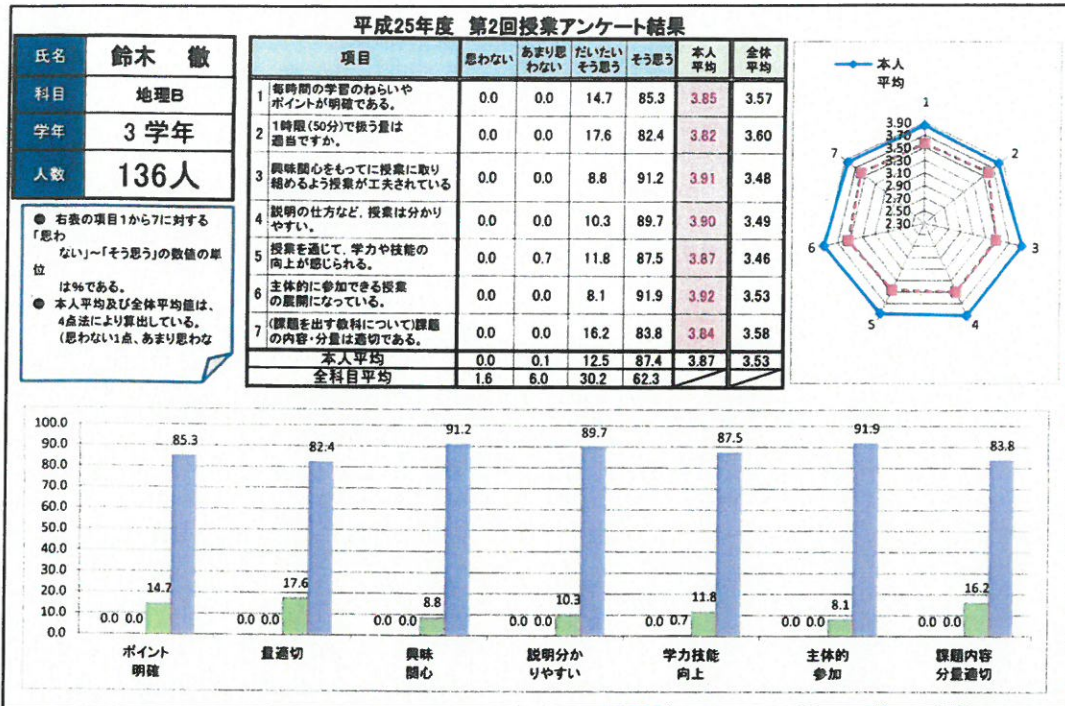 平成25年度 第2回授業アンケート結果
氏名 鈴木 徹
科目 地理B
学年 3学年
人数 136人
● 右表の項目1から7に対する
「思わ
ない」~「そう思う」の数値の単
位
は%である。
● 本人平均及び全体平均値は、
4点法により算出している。
(思わない1点、あまり思わな
項目 思わない あまり思わない だいたいそう思う そう思う 本人平均 全体平均
1 毎時間の学習のねらいや
ポイントが明確である。 0.0 0.0 14.7 85.3 3.85 3.57
2 1時限(50分)で扱う量は
適当ですか。 0.0 0.0 17.6 82.4 3.82 3.60
3 興味関心をもってに授業に取り
組めるよう授業が工夫されている 0.0 0.0 8.8 91.2 3.91 3.48
4 説明の仕方など、授業は分かり
やすい。 0.0 0.0 10.3 89.7 3.90 3.49
5 授業を通じて、学力や技能の
向上が感じられる。 0.0 0.7 11.8 87.5 3.87 3.46
6 主体的に参加できる授業
の展開になっている。 0.0 0.0 8.1 91.9 3.92 3.53
7 (課題を出す教科について)課題
の内容・分量は適切である。 0.0 0.0 16.2 83.8 3.84 3.58
本人平均 0.0 0.1 12.5 87.4 3.87 3.53
全科目平均 1.6 6.0 30.2 62.3
本人
平均
1
2
3
4
5
6
7
3.90
3.70
3.50
3.30
3.10
2.90
2.70
2.50
2.30
100.0
90.0
80.0
70.0
60.0
50.0
40.0
30.0
20.0
10.0
0.0
0.0 0.0 14.7 85.3
0.0 0.0 17.6 82.4
0.0 0.0 8.8 91.2
0.0 0.0 10.3 89.7
0.0 0.7 11.8 87.5
0.0 0.0 8.1 91.9
0.0 0.0 16.2 83.8
ポイント
明確
量適切
興味
関心
説明分か
りやすい
学力技能
向上
主体的
参加
課題内容
分量適切